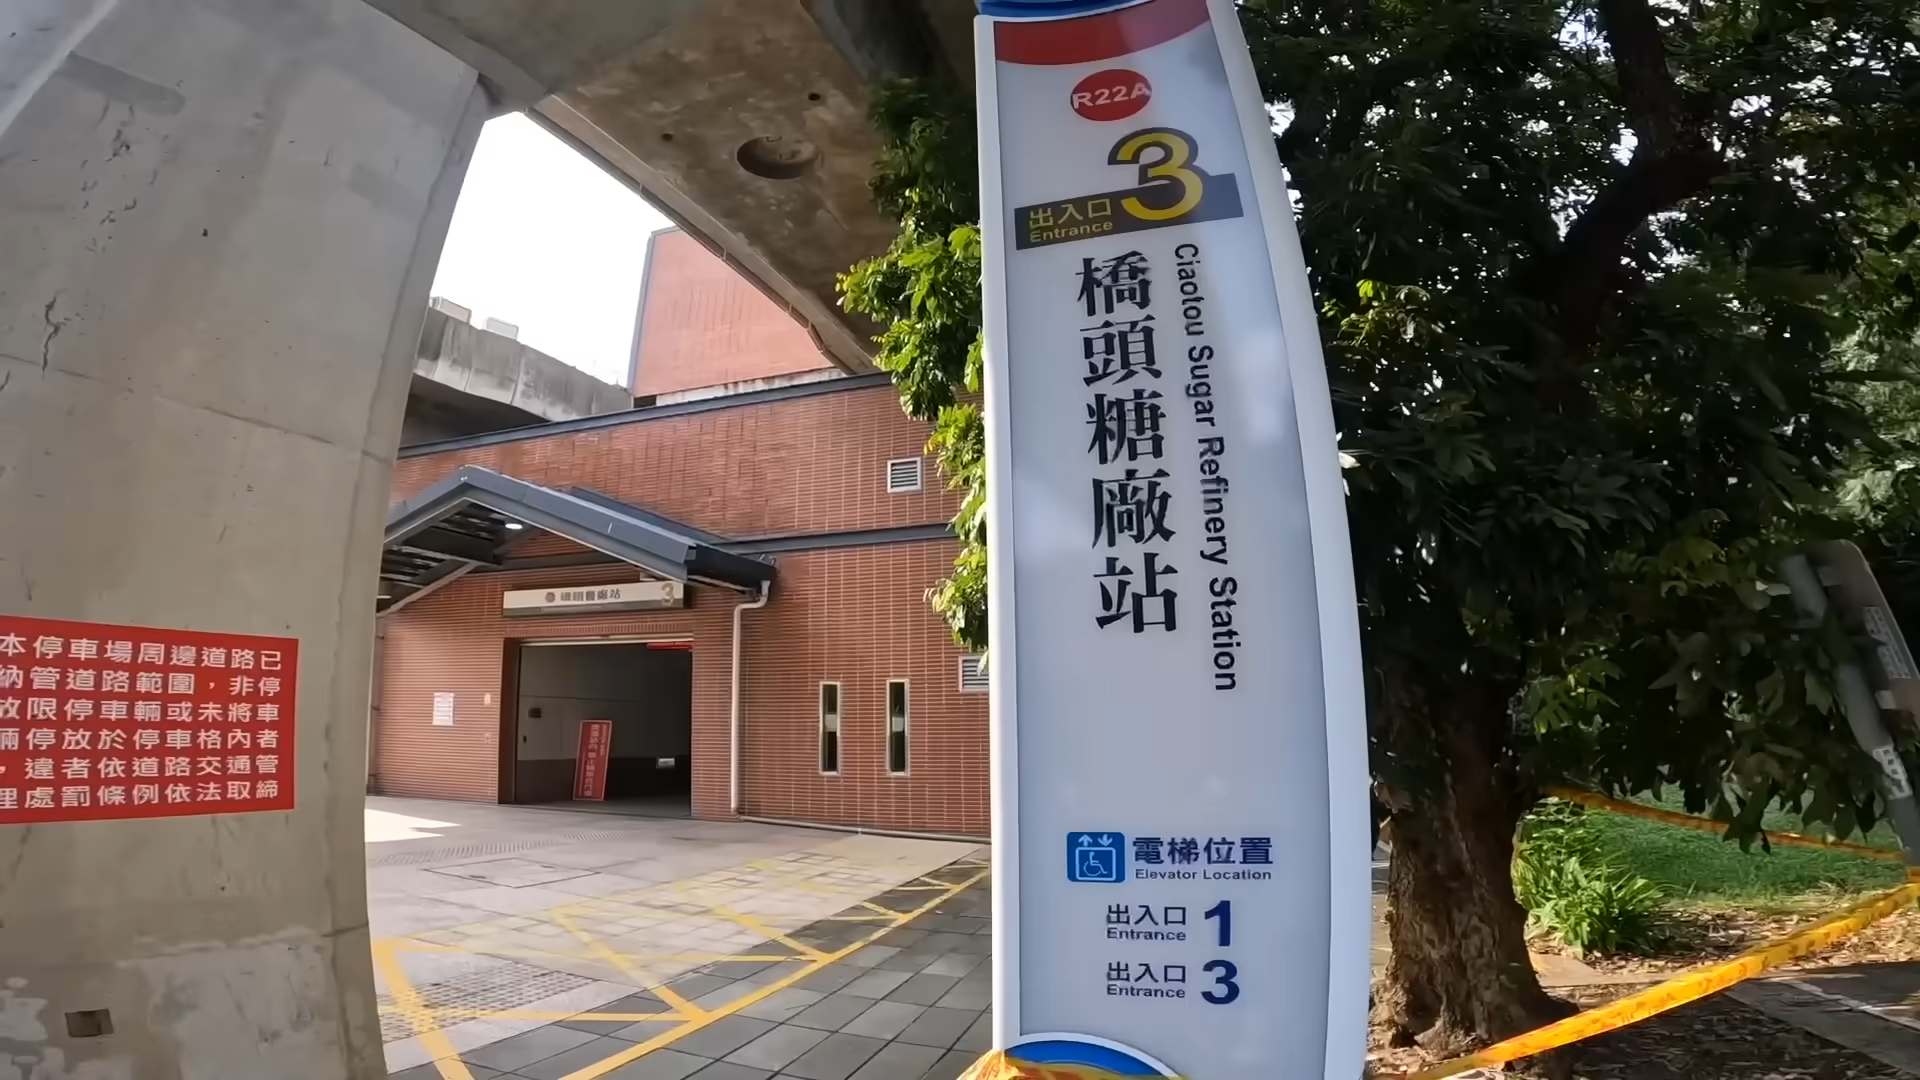 R22A
3
出入口
Entrance
橋頭糖廠站
Ciaotou Sugar Refinery Station
電梯位置
Elevator Location
出入口
Entrance
1
出入口
Entrance
3
3
本停車場周邊道路已
納管道路範圍，非停
放限停車輛或未將車
輛停放於停車格內者
，違者依道路交通管
理處罰條例依法取締